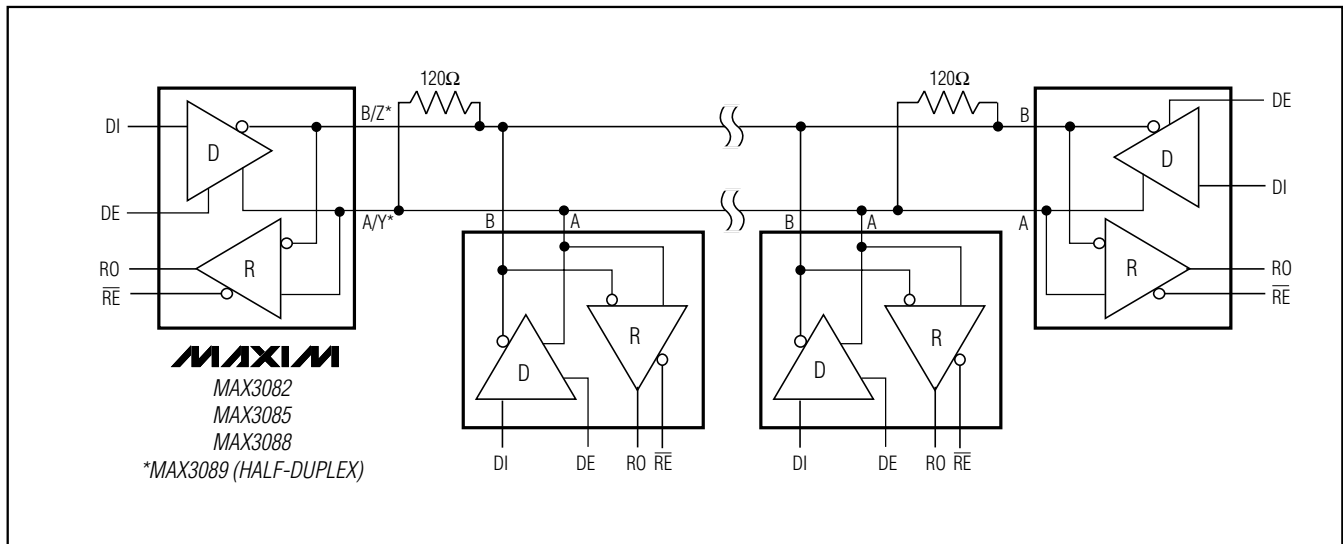 120Ω
120Ω
B/Z*
B
DE
DI
D
D
DI
DE
A/Y*
B
A
B
A
A
RO
R
R
RO
RE
RE
R
R
D
D
MAXIM
MAX3082
MAX3085
MAX3088
*MAX3089 (HALF-DUPLEX)
DI
DE
RO
RE
DI
DE
RO
RE